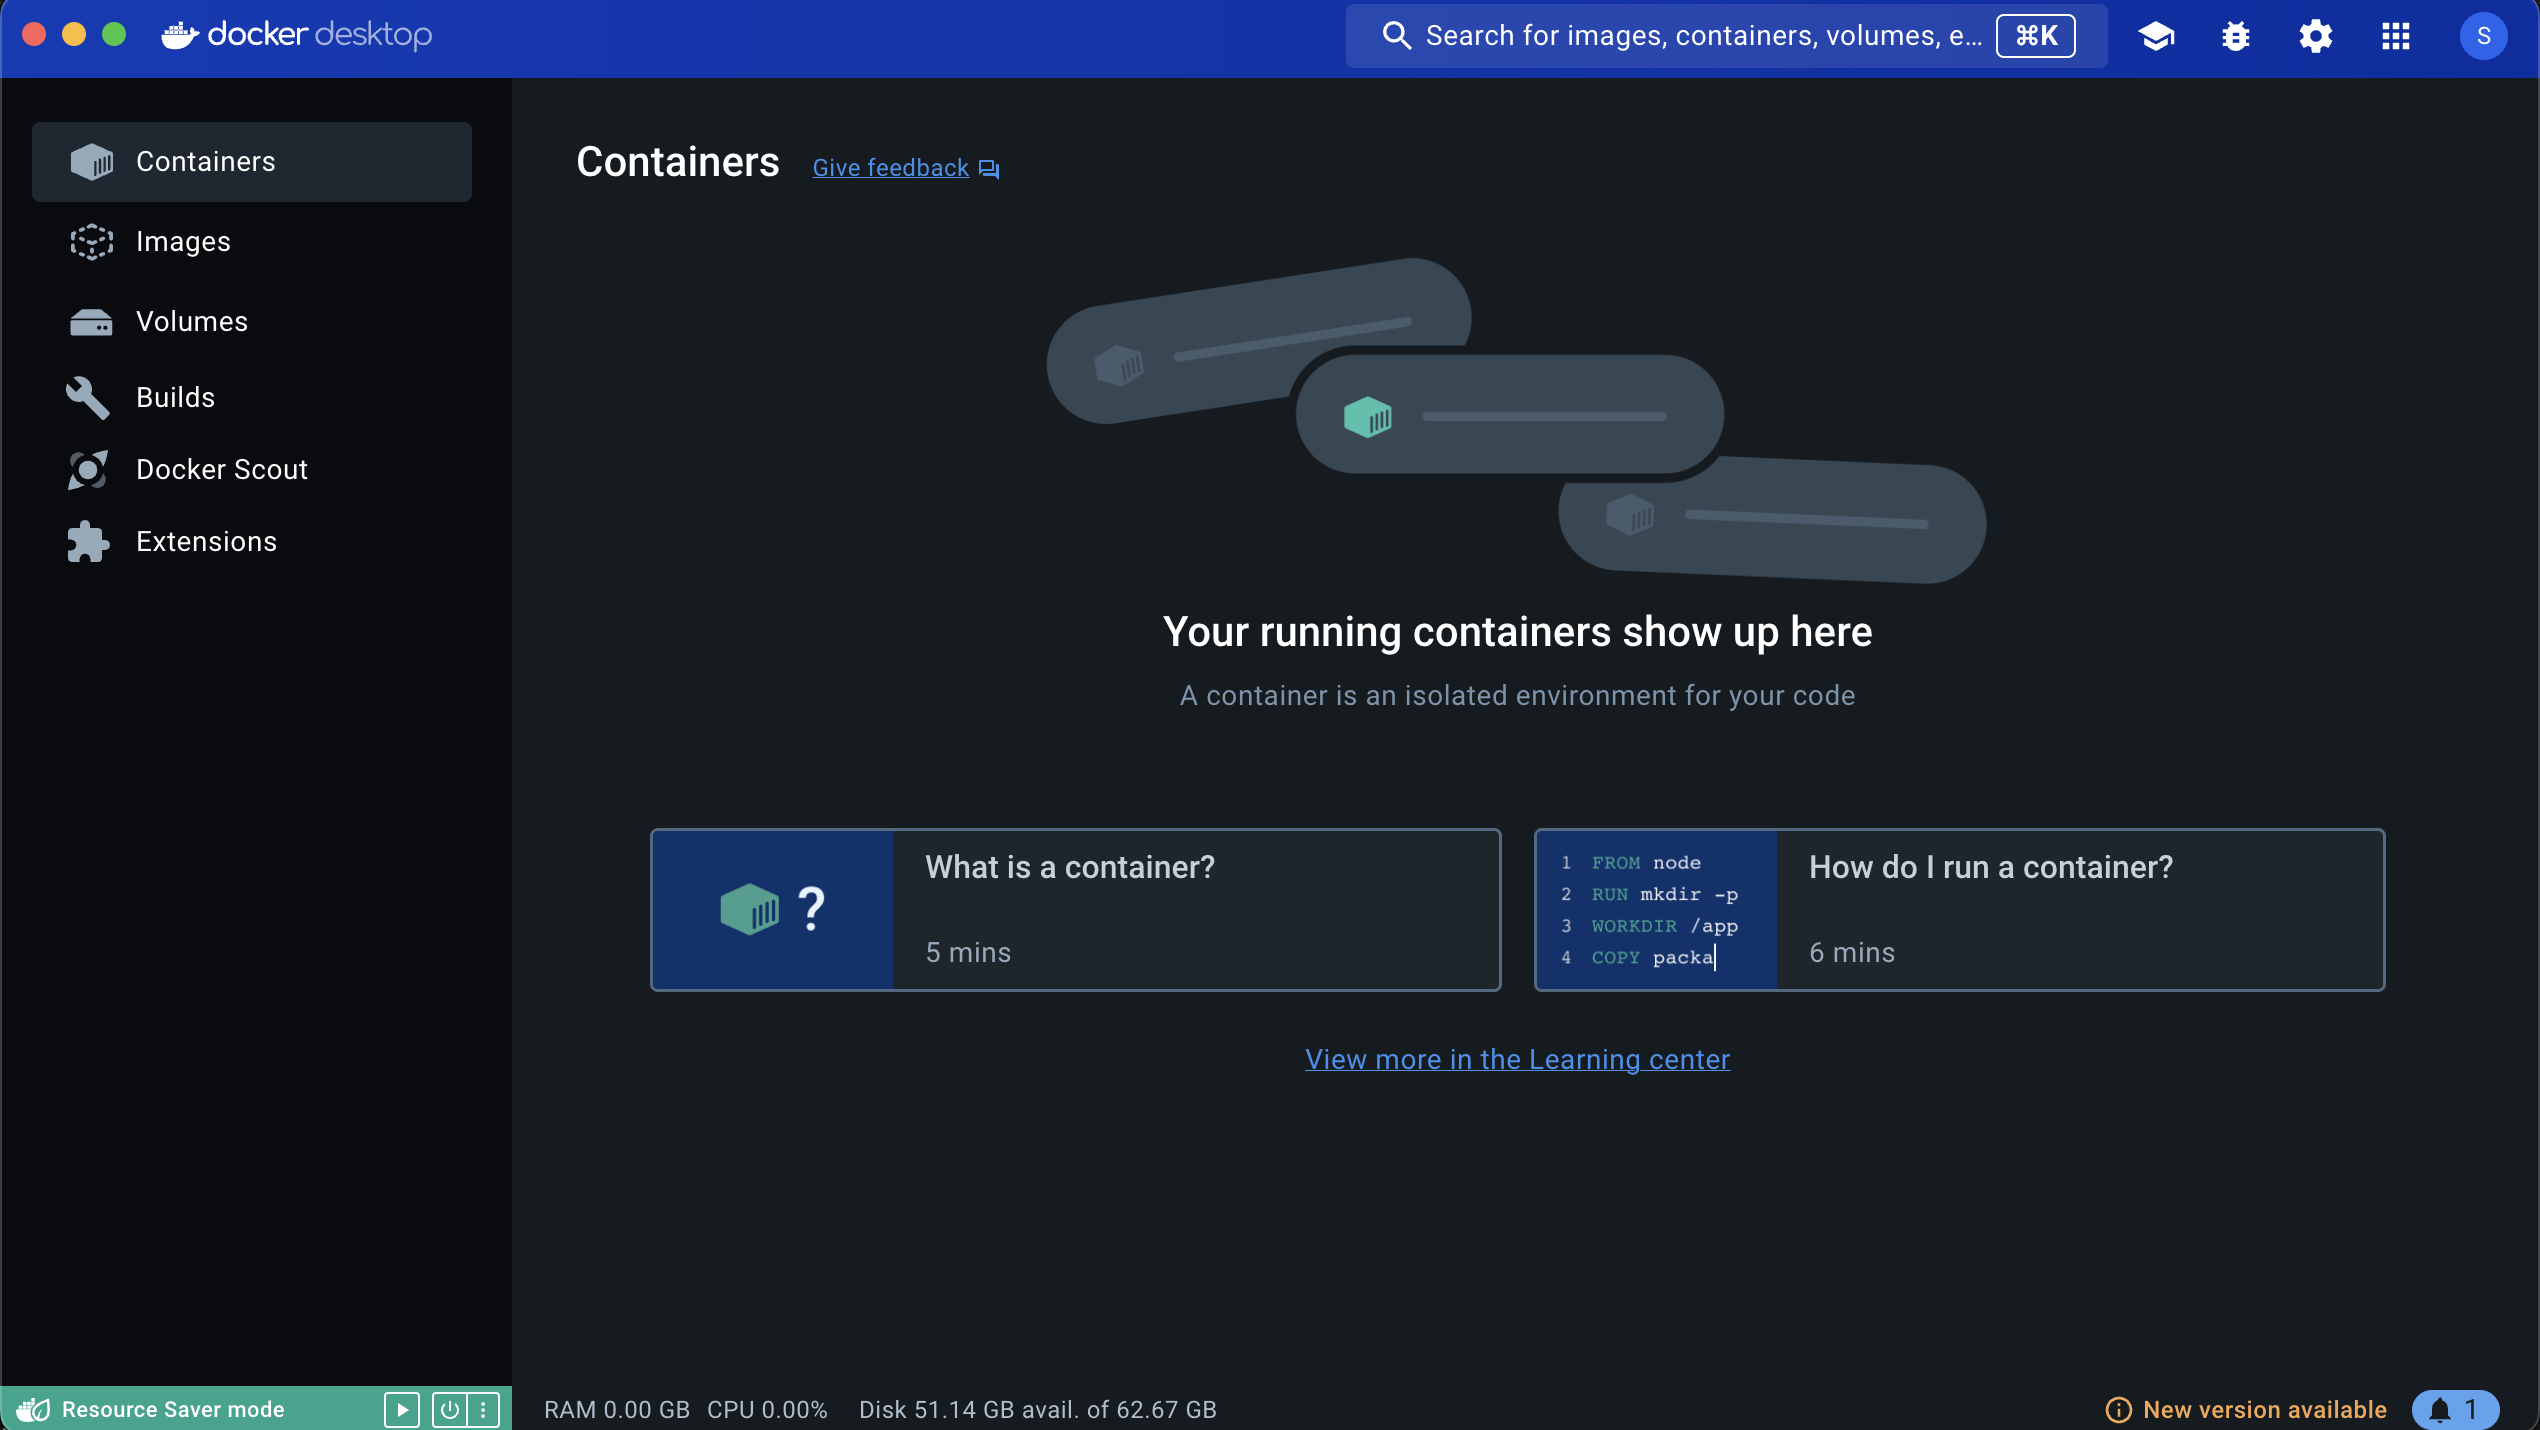 docker desktop
Search for images, containers, volumes, e... ⌘K
S
Containers
Images
Volumes
Builds
Docker Scout
Extensions
Containers Give feedback
Your running containers show up here
A container is an isolated environment for your code
?
What is a container?
5 mins
1 FROM node
2 RUN mkdir -p
3 WORKDIR /app
4 COPY packa
How do I run a container?
6 mins
View more in the Learning center
Resource Saver mode
RAM 0.00 GB CPU 0.00% Disk 51.14 GB avail. of 62.67 GB
New version available
1